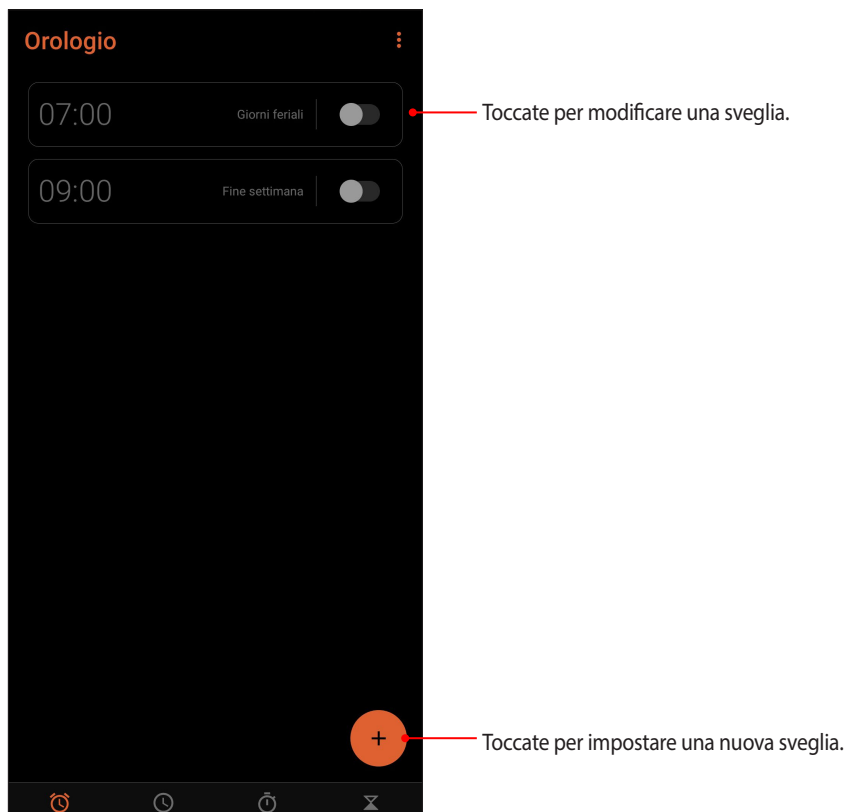 Orologio
07:00 Giorni feriali
Toccate per modificare una sveglia.
09:00 Fine settimana
Toccate per impostare una nuova sveglia.